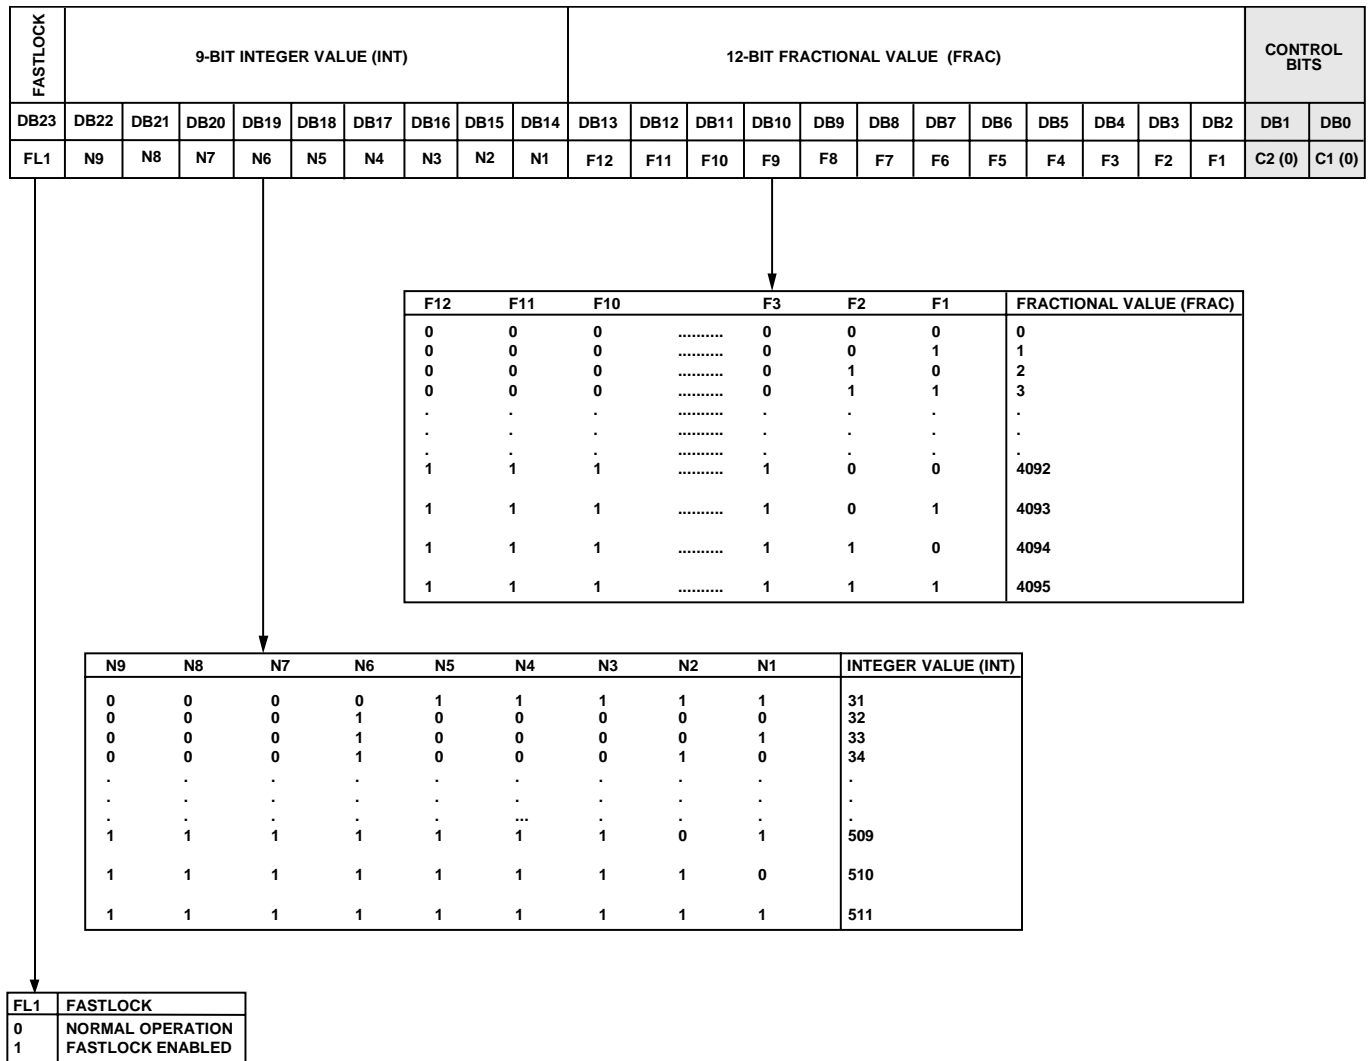 FASTLOCK
9-BIT INTEGER VALUE (INT)
12-BIT FRACTIONAL VALUE (FRAC)
CONTROL
BITS
DB23 DB22 DB21 DB20 DB19 DB18 DB17 DB16 DB15 DB14 DB13 DB12 DB11 DB10 DB9 DB8 DB7 DB6 DB5 DB4 DB3 DB2 DB1 DB0
FL1 N9 N8 N7 N6 N5 N4 N3 N2 N1 F12 F11 F10 F9 F8 F7 F6 F5 F4 F3 F2 F1 C2 (0) C1 (0)
F12 F11 F10 F3 F2 F1 FRACTIONAL VALUE (FRAC)
0 0 0 .......... 0 0 0 0
0 0 0 .......... 0 0 1 1
0 0 0 .......... 0 1 0 2
0 0 0 .......... 0 1 1 3
. . . .......... . . . .
. . . .......... . . . .
. . . .......... . . . .
1 1 1 .......... 1 0 0 4092
1 1 1 .......... 1 0 1 4093
1 1 1 .......... 1 1 0 4094
1 1 1 .......... 1 1 1 4095
N9 N8 N7 N6 N5 N4 N3 N2 N1 INTEGER VALUE (INT)
0 0 0 0 1 1 1 1 1 31
0 0 0 1 0 0 0 0 0 32
0 0 0 1 0 0 0 0 1 33
0 0 0 1 0 0 0 1 0 34
. . . . . . . . . .
. . . . . . . . . .
. . . . . ... . . . .
1 1 1 1 1 1 1 0 1 509
1 1 1 1 1 1 1 1 0 510
1 1 1 1 1 1 1 1 1 511
FL1 FASTLOCK
0 NORMAL OPERATION
1 FASTLOCK ENABLED